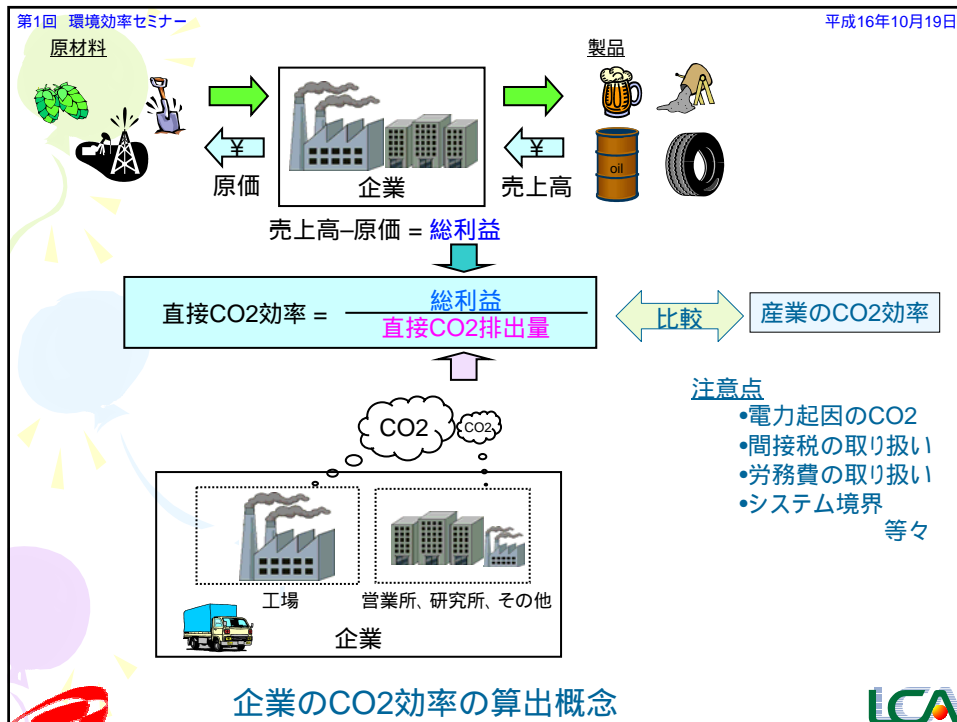 第1回 環境効率セミナー
平成16年10月19日
原材料
製品
¥
¥
oil
原価
企業
売上高
売上高–原価 = 総利益
直接CO2効率 =
総利益
直接CO2排出量
比較
産業のCO2効率
注意点
•電力起因のCO2
•間接税の取り扱い
•労務費の取り扱い
•システム境界
等々
CO2
CO2
工場
営業所、研究所、その他
企業
企業のCO2効率の算出概念
LCA